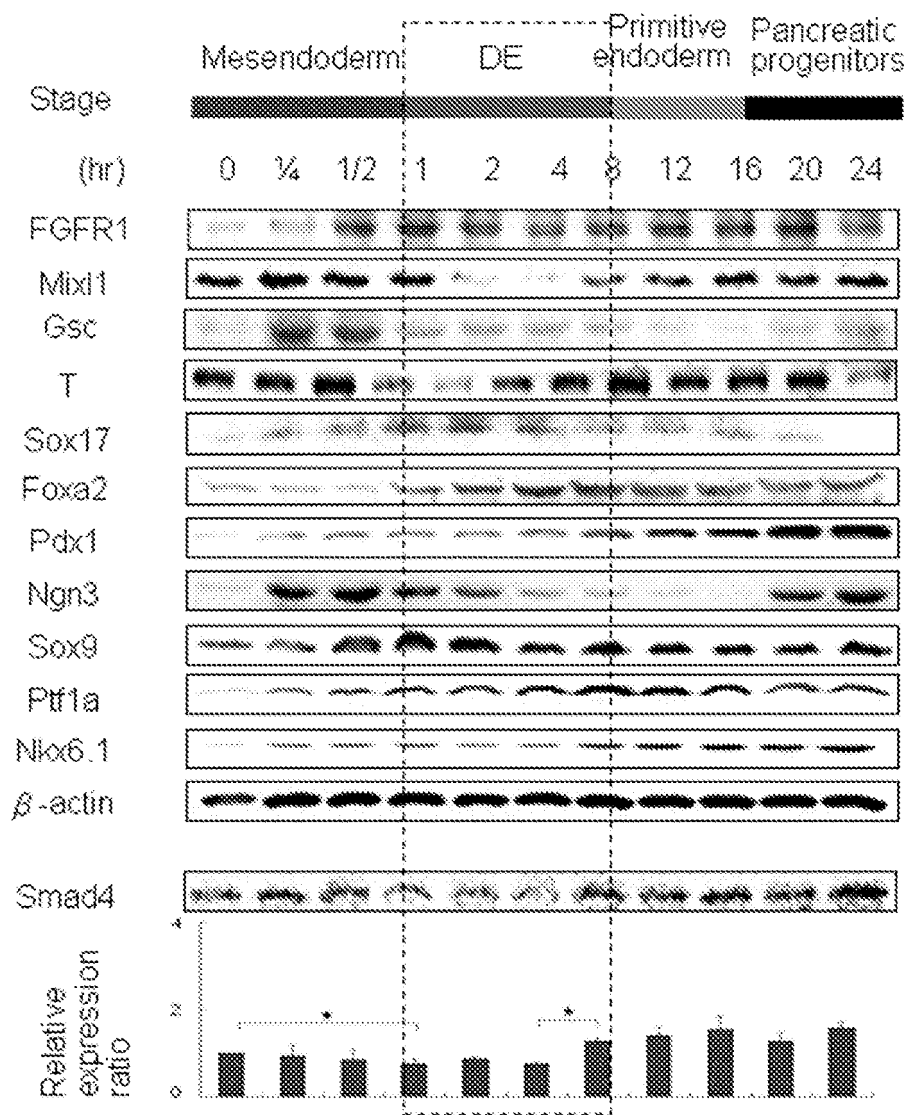 Mesendoderm DE Primitive endoderm Pancreatic progenitors
Stage
(hr) 0 ¼ 1/2 1 2 4 8 12 16 20 24
FGFR1
Mixl1
Gsc
T
Sox17
Foxa2
Pdx1
Ngn3
Sox9
Ptf1a
Nkx6.1
β-actin
Smad4
Relative
expression
ratio
4
2
0
* *